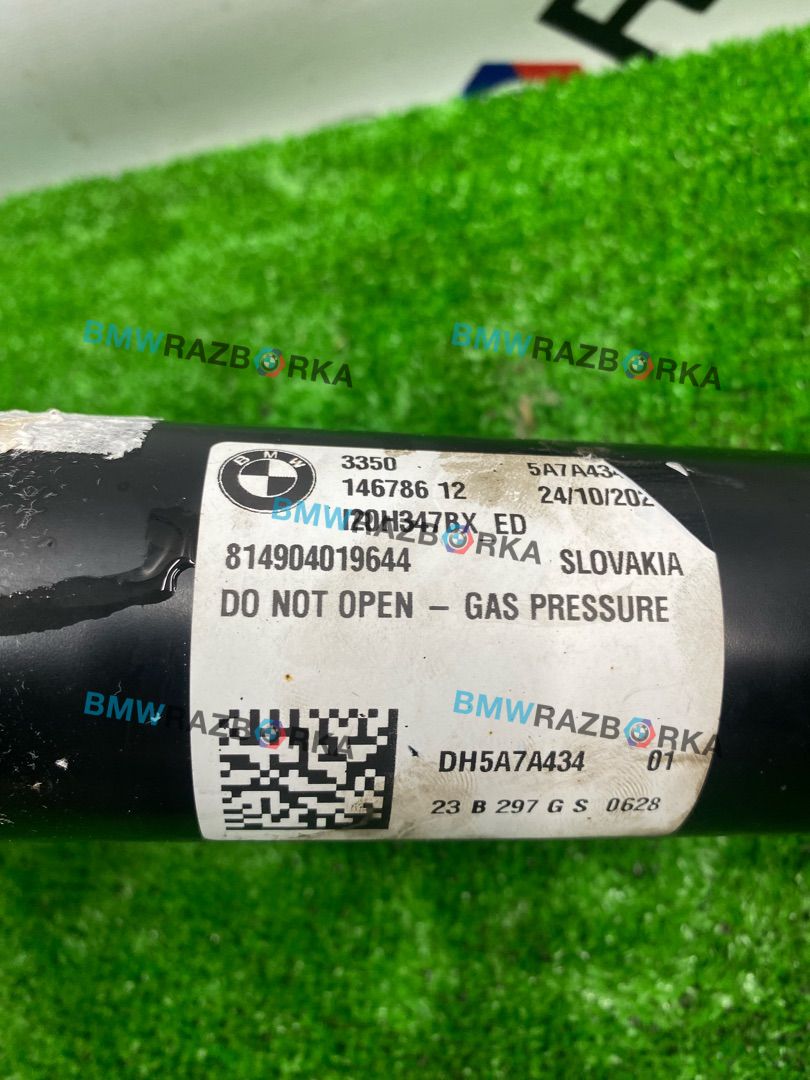 BMWRAZBORKA BMWRAZBORKA
BMW
3350 5A7A434
146786 12 24/10/202
I20H347BX ED
BMWRAZBORKA
814904019644 SLOVAKIA
DO NOT OPEN – GAS PRESSURE
BMWRAZBORKA BMWRAZBORKA
DH5A7A434 01
23 B 297 G S 0628